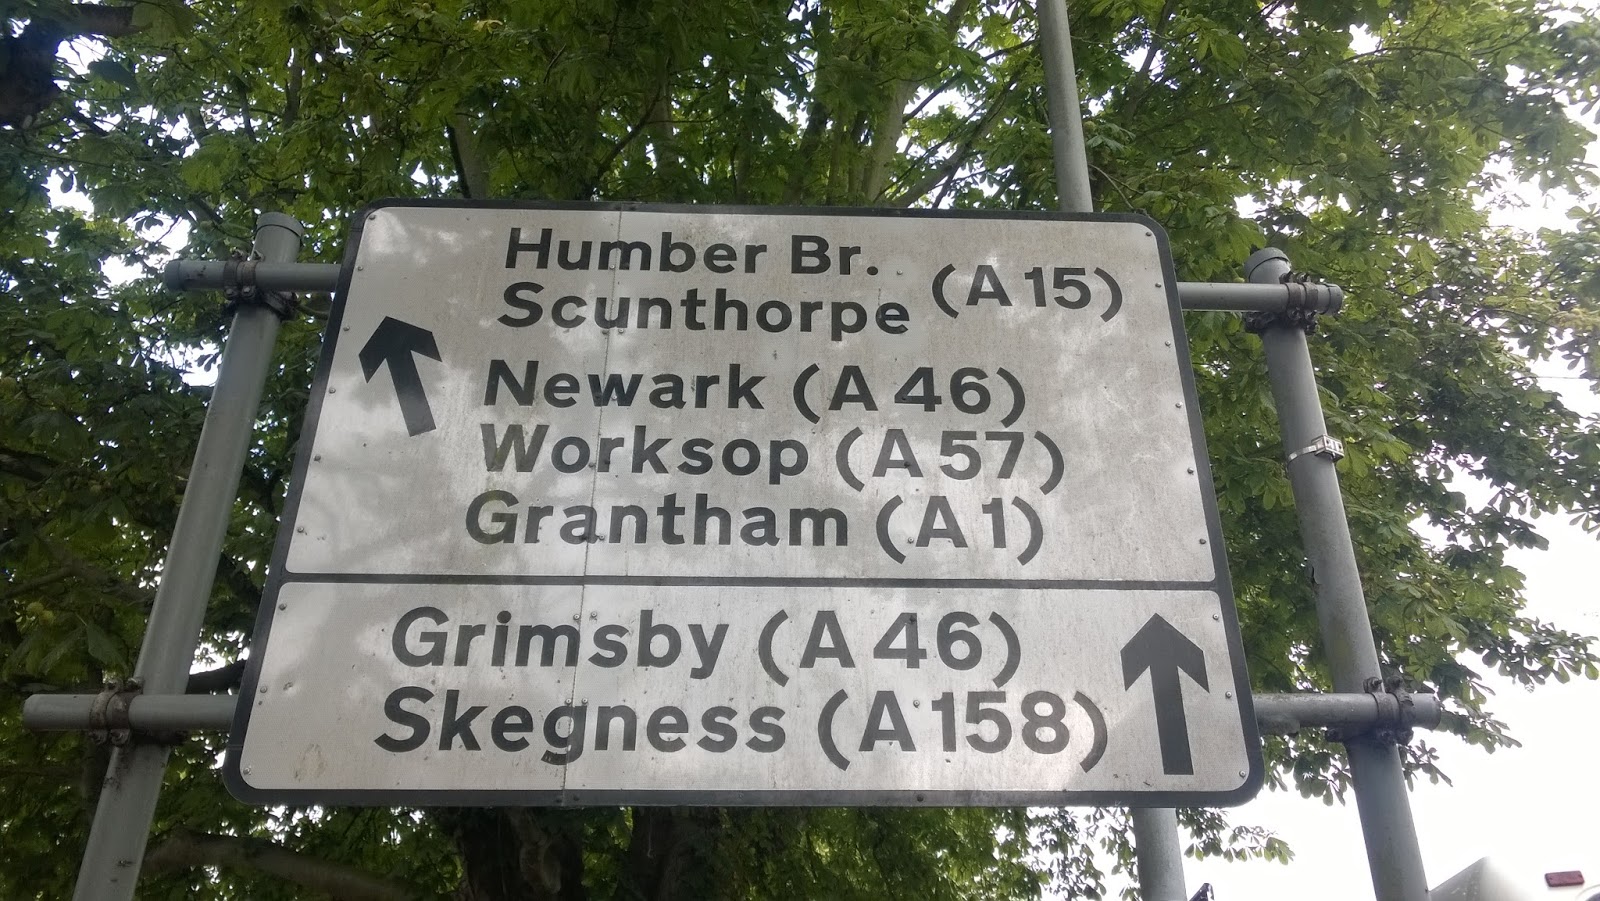 Humber Br.
Scunthorpe (A 15)
Newark (A 46)
Worksop (A 57)
Grantham (A 1)
Grimsby (A 46)
Skegness (A 158)